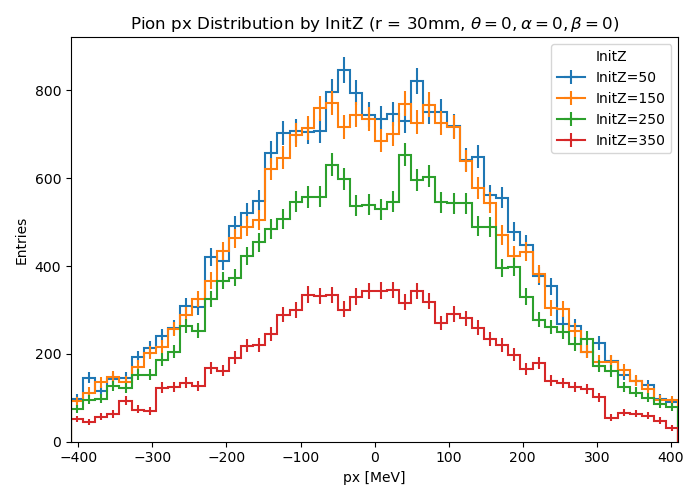 Pion px Distribution by InitZ (r = 30mm, θ = 0, α = 0, β = 0)
InitZ
InitZ=50
InitZ=150
InitZ=250
InitZ=350
Entries
800
600
400
200
0
−400 −300 −200 −100 0 100 200 300 400
px [MeV]